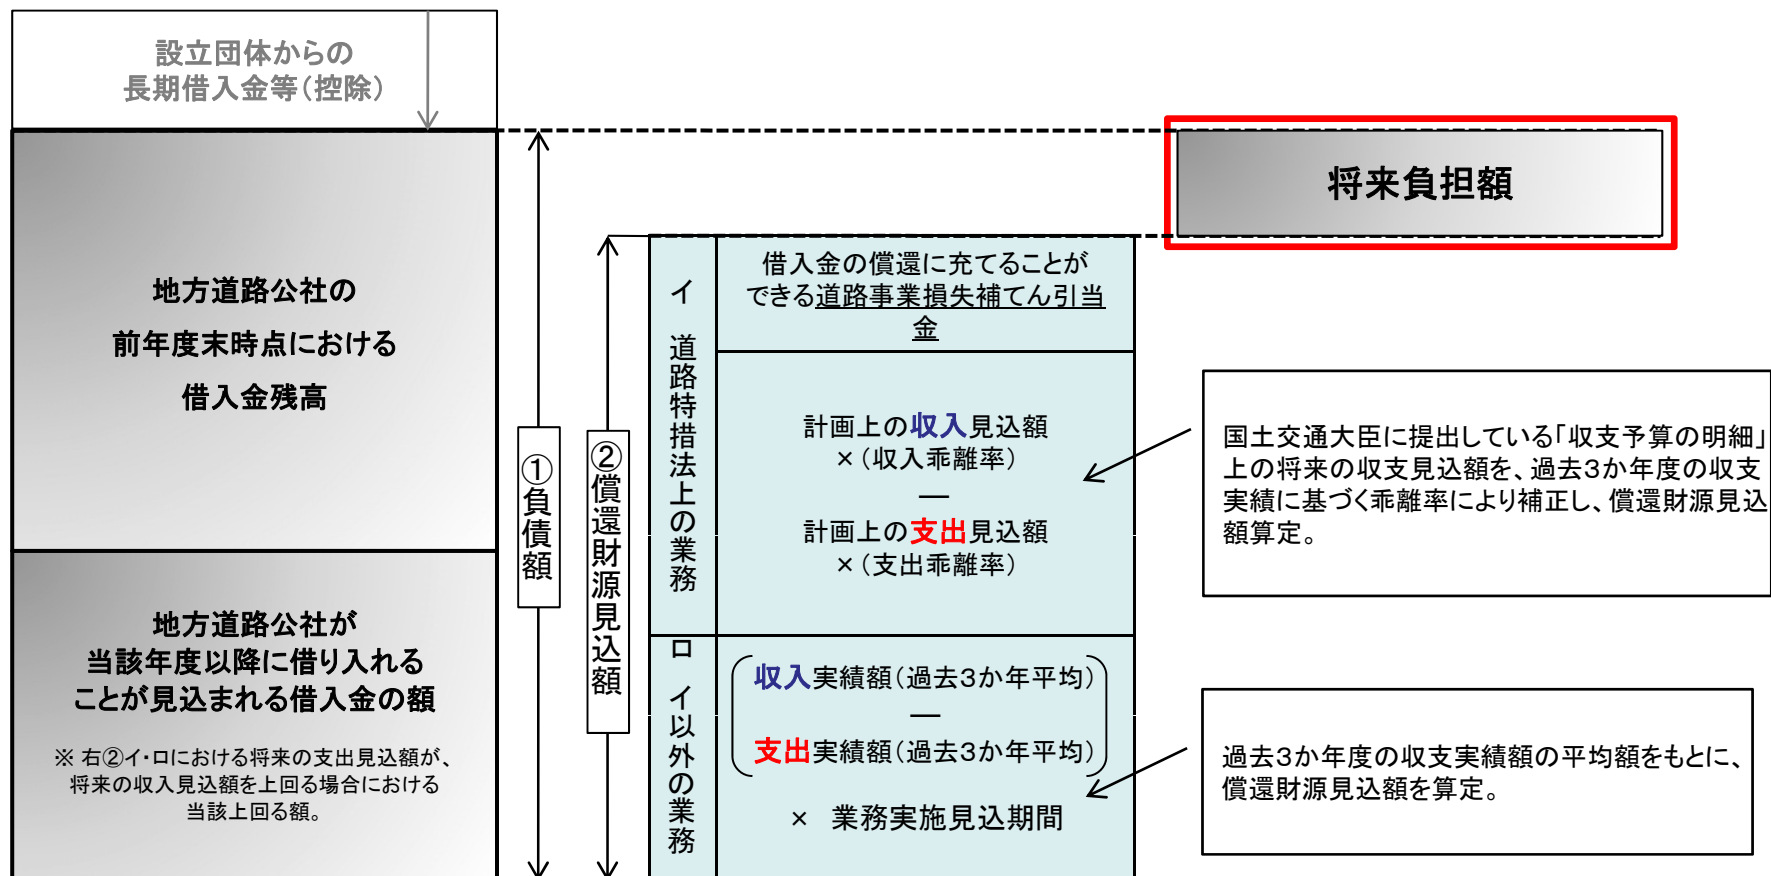 設立団体からの
長期借入金等(控除)
地方道路公社の
前年度末時点における
借入金残高
地方道路公社が
当該年度以降に借り入れる
ことが見込まれる借入金の額
※ 右②イ・ロにおける将来の支出見込額が、
将来の収入見込額を上回る場合における
当該上回る額。
①負債額
②償還財源見込額
イ 道路特措法上の業務
借入金の償還に充てることが
できる道路事業損失補てん引当
金
計画上の収入見込額
×(収入乖離率)
―
計画上の支出見込額
×(支出乖離率)
ロ イ以外の業務
収入実績額(過去3か年平均)
―
支出実績額(過去3か年平均)
× 業務実施見込期間
将来負担額
国土交通大臣に提出している「収支予算の明細」
上の将来の収支見込額を、過去3か年度の収支
実績に基づく乖離率により補正し、償還財源見込
額算定。
過去3か年度の収支実績額の平均額をもとに、
償還財源見込額を算定。